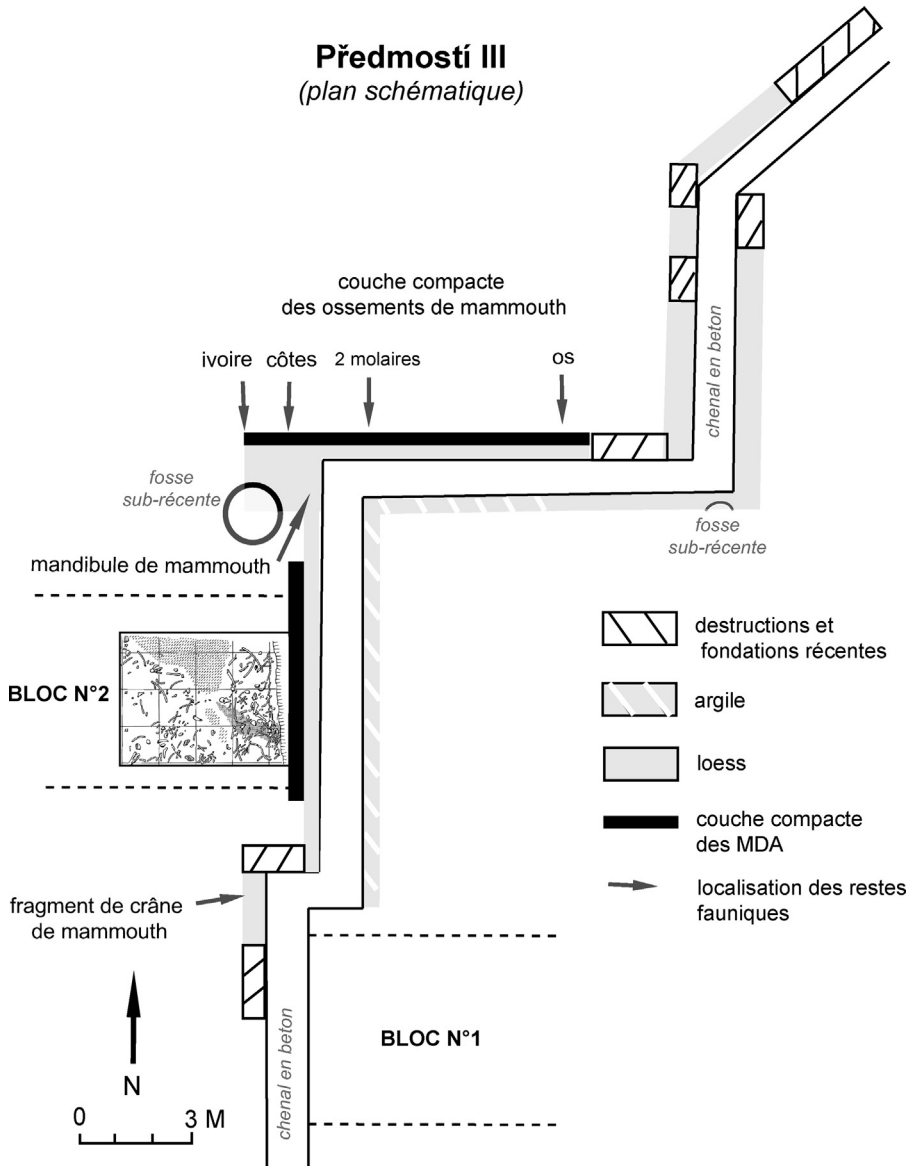 Předmostí III
(plan schématique)
couche compacte
des ossements de mammouth
ivoire
côtes
2 molaires
os
chenal en beton
fosse
sub-récente
fosse
sub-récente
mandibule de mammouth
BLOC N°2
destructions et
fondations récentes
argile
loess
couche compacte
des MDA
localisation des restes
fauniques
fragment de crâne
de mammouth
chenal en beton
BLOC N°1
N
0
3 M